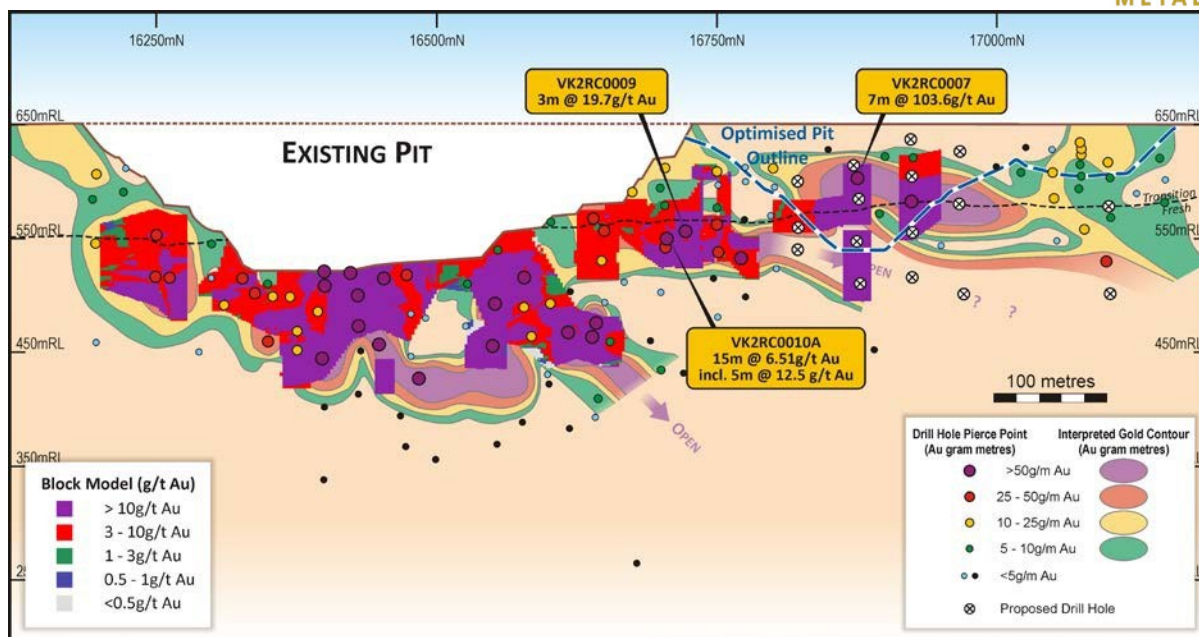 METAL
16250mN
16500mN
16750mN
17000mN
VK2RC0009
3m @ 19.7g/t Au
VK2RC0007
7m @ 103.6g/t Au
650mRL
650mRL
EXISTING PIT
Optimised Pit
Outline
Transition
Fresh
550mRL
550mRL
OPEN
? ?
450mRL
450mRL
VK2RC0010A
15m @ 6.51g/t Au
incl. 5m @ 12.5 g/t Au
100 metres
OPEN
350mRL
Block Model (g/t Au)
> 10g/t Au
3 - 10g/t Au
1 - 3g/t Au
0.5 - 1g/t Au
<0.5g/t Au
Drill Hole Pierce Point
(Au gram metres)
Interpreted Gold Contour
(Au gram metres)
>50g/m Au
25 - 50g/m Au
10 - 25g/m Au
5 - 10g/m Au
<5g/m Au
Proposed Drill Hole